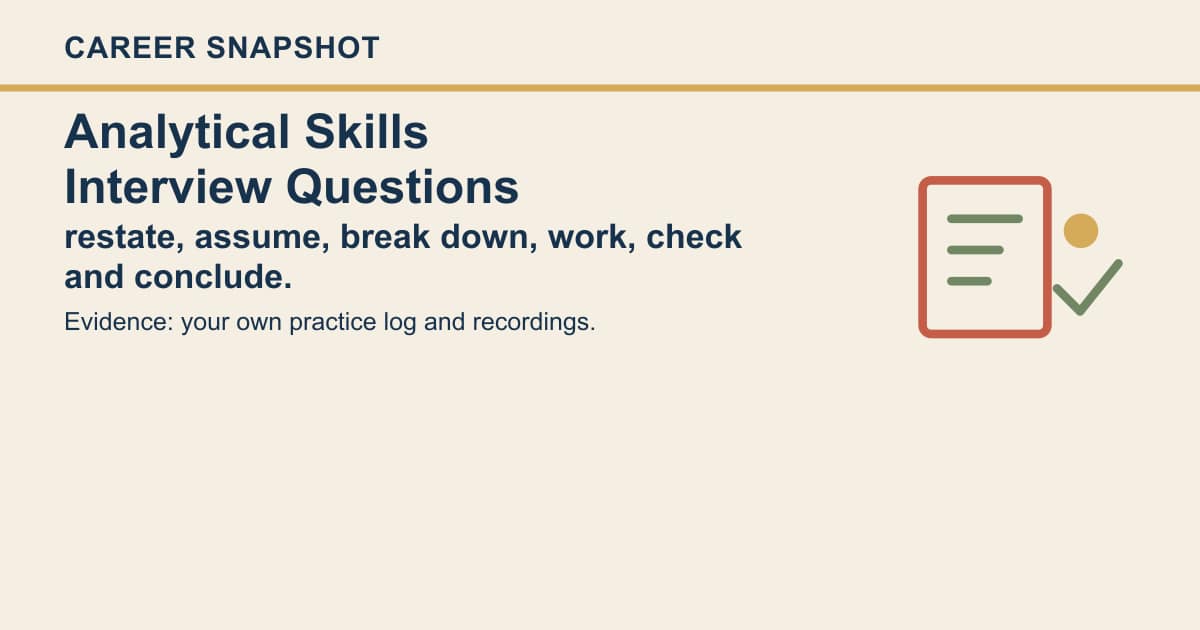 CAREER SNAPSHOT
Analytical Skills
Interview Questions
restate, assume, break down, work, check
and conclude.
Evidence: your own practice log and recordings.